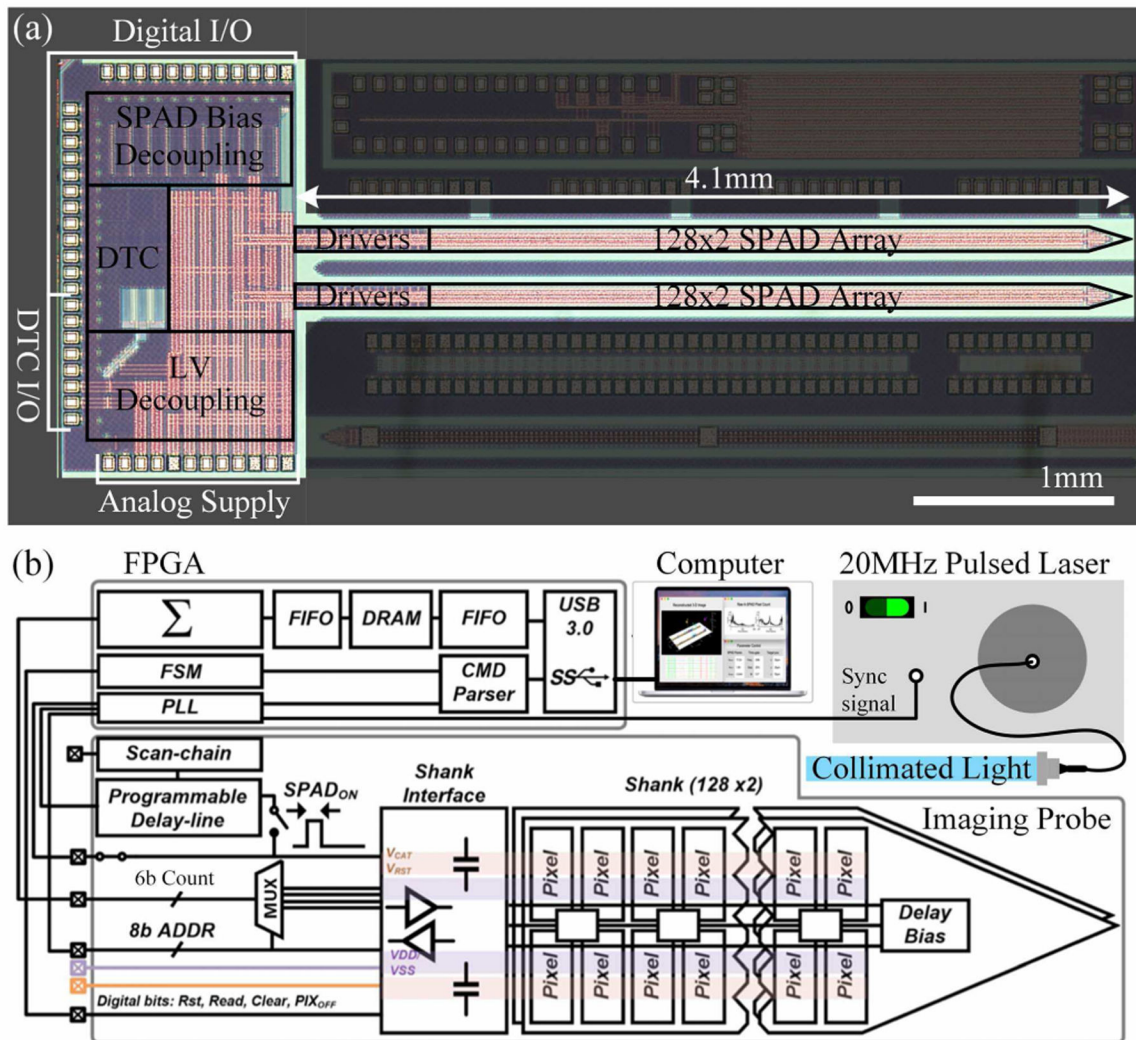 (a)
Digital I/O
SPAD Bias
Decoupling
4.1mm
Drivers
128x2 SPAD Array
DTC
Drivers
128x2 SPAD Array
DTC I/O
LV
Decoupling
Analog Supply
1mm
(b)
FPGA
Computer
20MHz Pulsed Laser
Σ
FIFO
DRAM
FIFO
USB
3.0
0
I
FSM
CMD
Parser
SS
Sync
signal
PLL
Collimated Light
Scan-chain
Programmable
Delay-line
SPADON
Shank
Interface
Shank (128 x2)
Imaging Probe
VCAT
VRST
Pixel
Pixel
Pixel
Pixel
Pixel
Pixel
6b Count
MUX
Delay
Bias
8b ADDR
VDD/
VSS
Pixel
Pixel
Pixel
Pixel
Pixel
Pixel
Digital bits: Rst, Read, Clear, PIXOFF